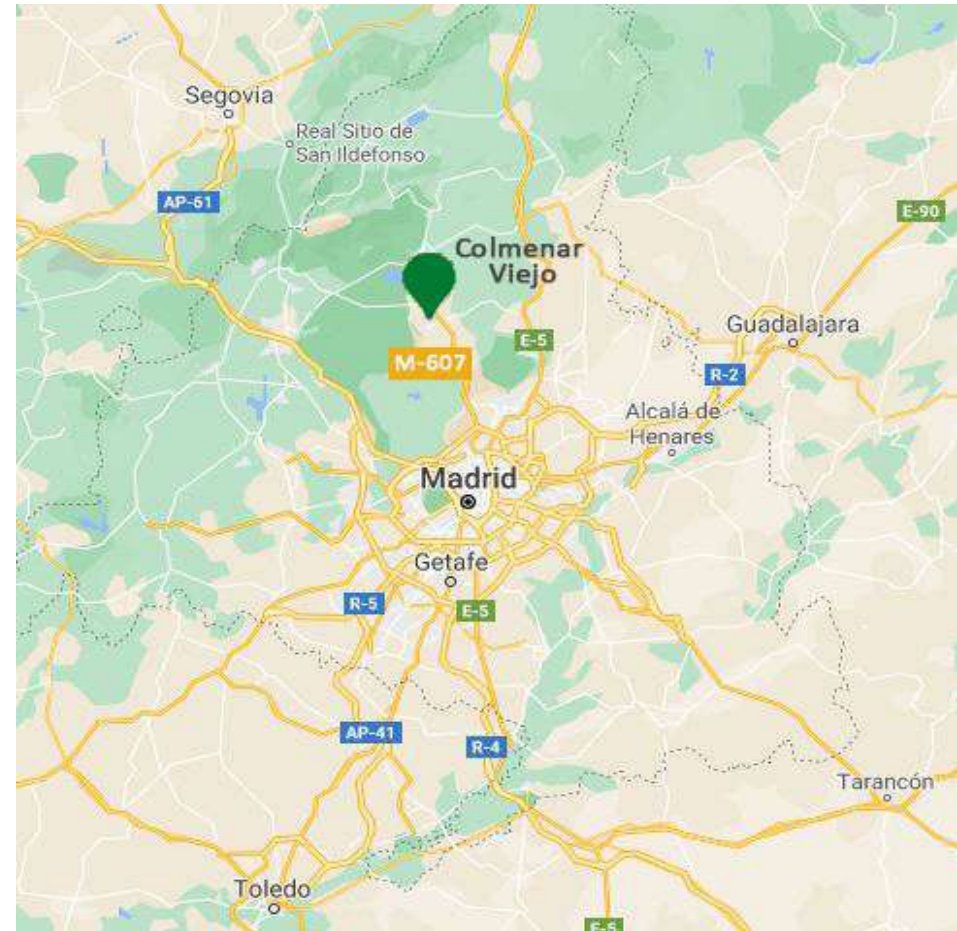 Segovia
Real Sitio de
San Ildefonso
AP-61
E-90
Colmenar
Viejo
E-5
Guadalajara
M-607
R-2
Alcalá de
Henares
Madrid
Getafe
R-5
E-5
AP-41
R-4
Tarancón
Toledo
E-5